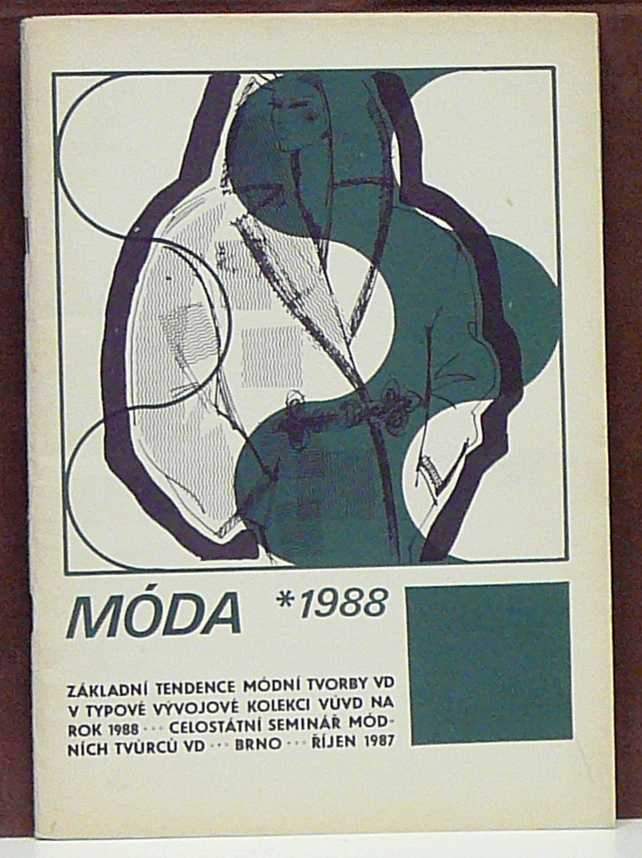 MÓDA *1988
ZÁKLADNÍ TENDENCE MÓDNÍ TVORBY VD
V TYPOVÉ VÝVOJOVÉ KOLEKCI VÚVD NA
ROK 1988 ··· CELOSTÁTNÍ SEMINÁŘ MÓD-
NÍCH TVŮRCŮ VD ··· BRNO ··· ŘÍJEN 1987